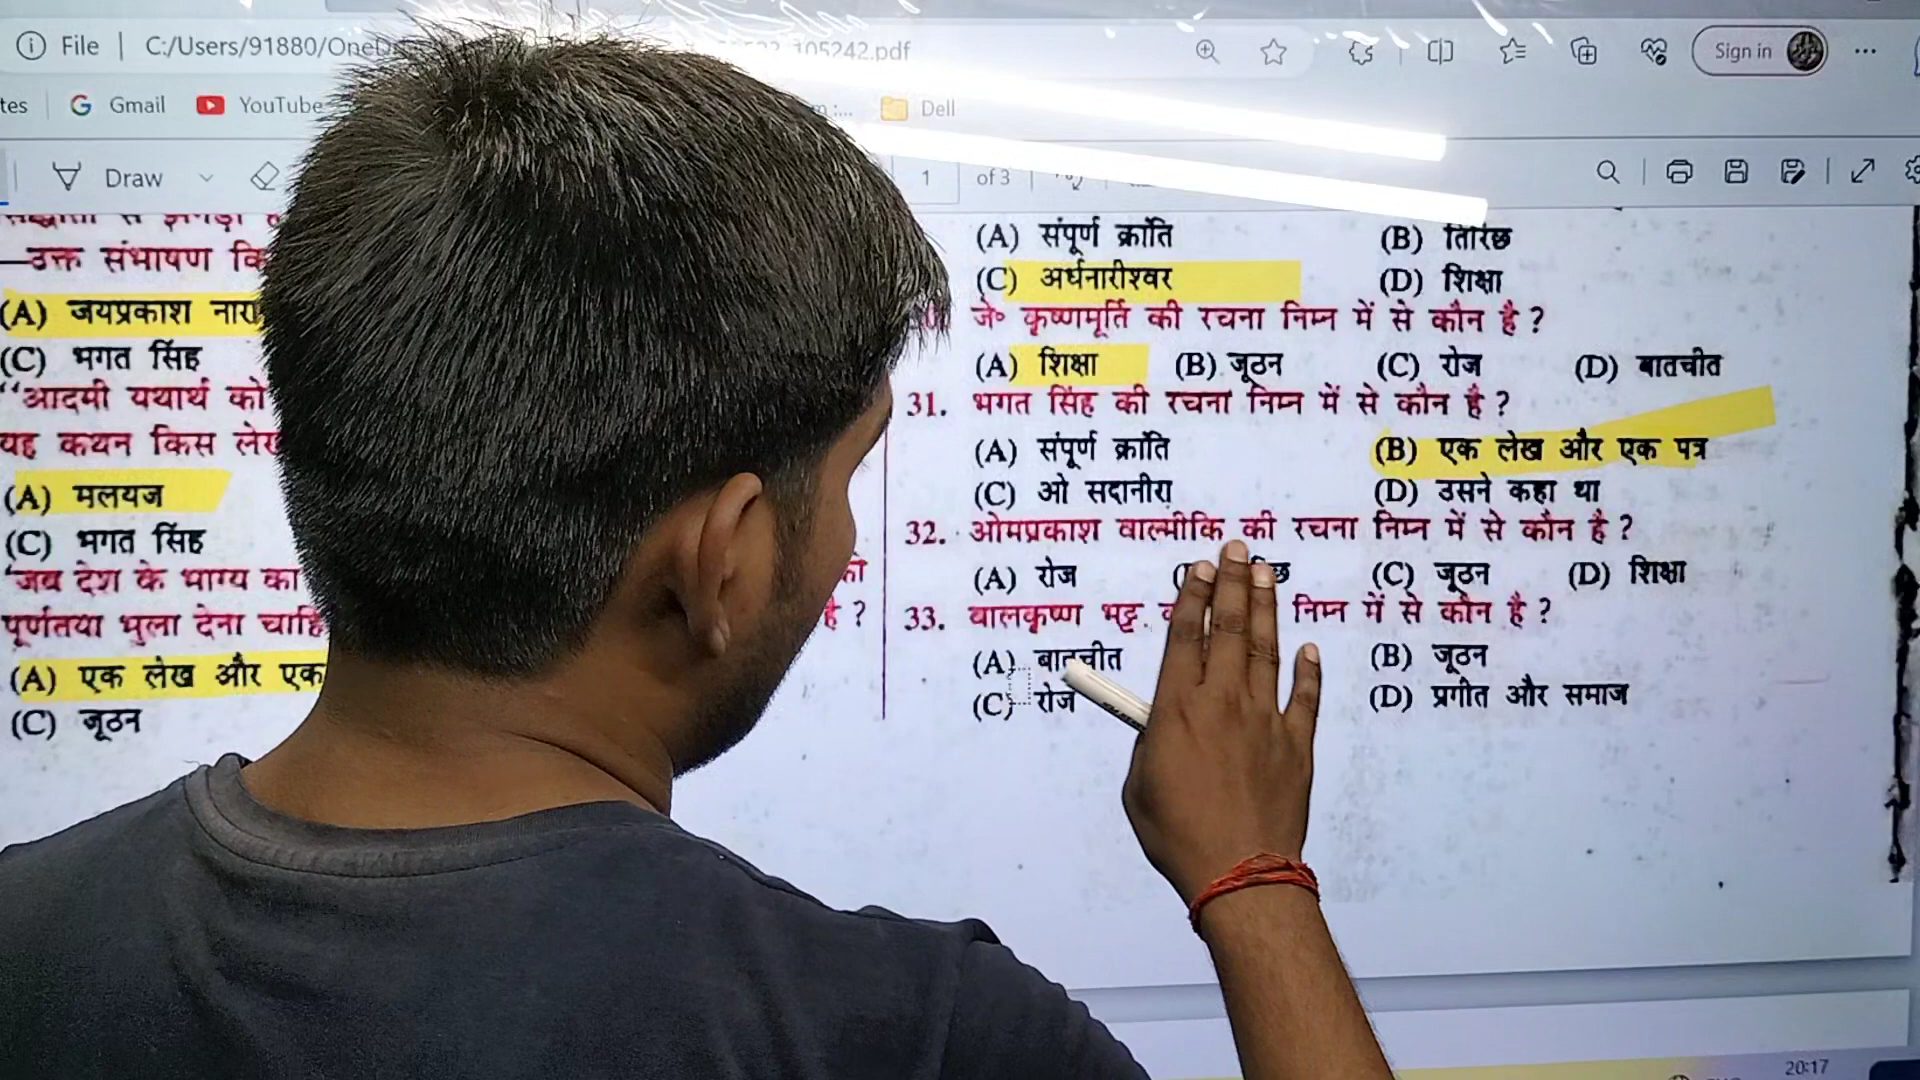 File | C:/Users/91880/OneD 105242.pdf Sign in
tes Gmail YouTube Dell
Draw 1 of 3
—उक्त संभाषण
(A) जयप्रकाश
(C) भगत सिंह
“आदमी यथार्थ को
यह कथन किस
(A) मलयज
(C) भगत सिंह
‘जब देश के भाग्य का
पूर्णतया भुला देना है ?
(A) एक लेख और एक
(C) जूठन
(A) संपूर्ण क्रांति (B) तिरिछ
(C) अर्धनारीश्वर (D) शिक्षा
जे० कृष्णमूर्ति की रचना निम्न में से कौन है ?
(A) शिक्षा (B) जूठन (C) रोज (D) बातचीत
31. भगत सिंह की रचना निम्न में से कौन है ?
(A) संपूर्ण क्रांति (B) एक लेख और एक पत्र
(C) ओ सदानीरा (D) उसने कहा था
32. ओमप्रकाश वाल्मीकि की रचना निम्न में से कौन है ?
(A) रोज (C) जूठन (D) शिक्षा
33. बालकृष्ण भट्ट निम्न में से कौन है ?
(A) बातचीत (B) जूठन
(C) रोज (D) प्रगीत और समाज
20:17